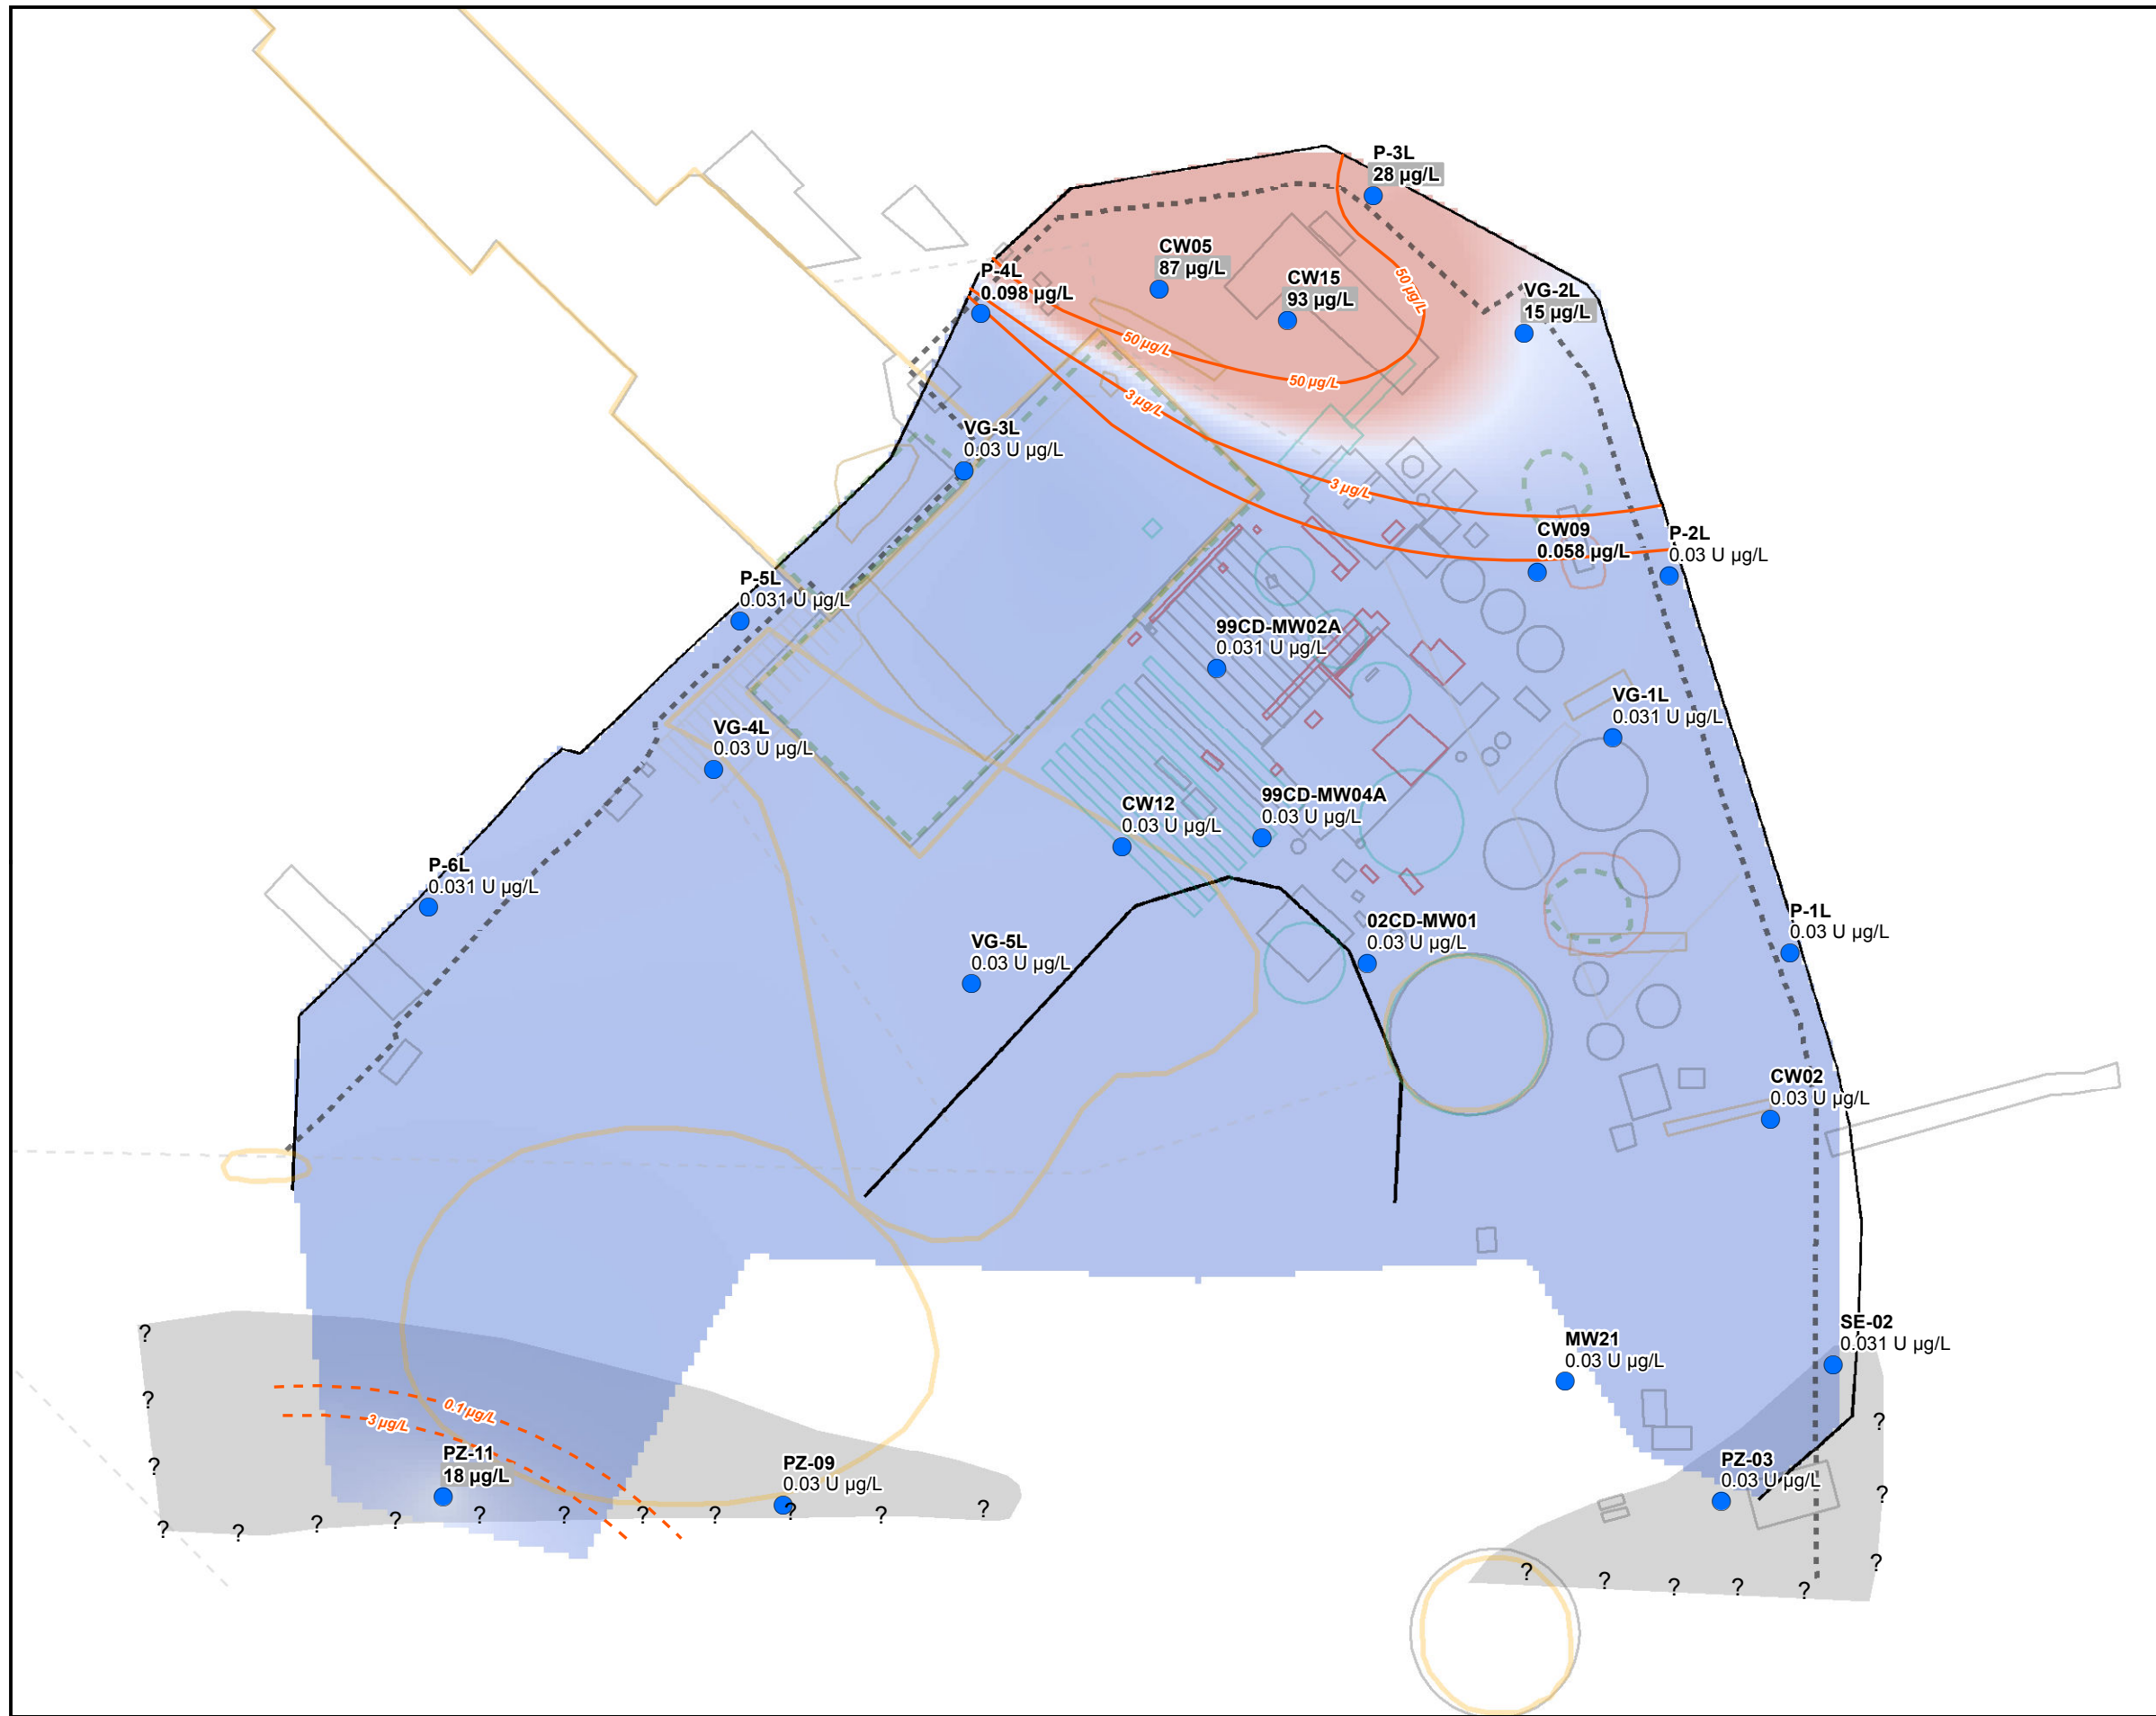 P-3L
28 µg/L
CW05
87 µg/L
P-4L
0.098 µg/L
CW15
93 µg/L
50 µg/L
VG-2L
15 µg/L
50 µg/L
50 µg/L
3 µg/L
VG-3L
0.03 U µg/L
3 µg/L
CW09
0.058 µg/L
P-2L
0.03 U µg/L
P-5L
0.031 U µg/L
99CD-MW02A
0.031 U µg/L
VG-1L
0.031 U µg/L
VG-4L
0.03 U µg/L
CW12
0.03 U µg/L
99CD-MW04A
0.03 U µg/L
P-6L
0.031 U µg/L
VG-5L
0.03 U µg/L
02CD-MW01
0.03 U µg/L
P-1L
0.03 U µg/L
CW02
0.03 U µg/L
SE-02
0.031 U µg/L
MW21
0.03 U µg/L
?
?
0.1 µg/L
3 µg/L
?
PZ-11
18 µg/L
PZ-09
0.03 U µg/L
PZ-03
0.03 U µg/L
?
?
? ? ? ? ? ? ? ? ? ? ?
?
? ? ? ? ?